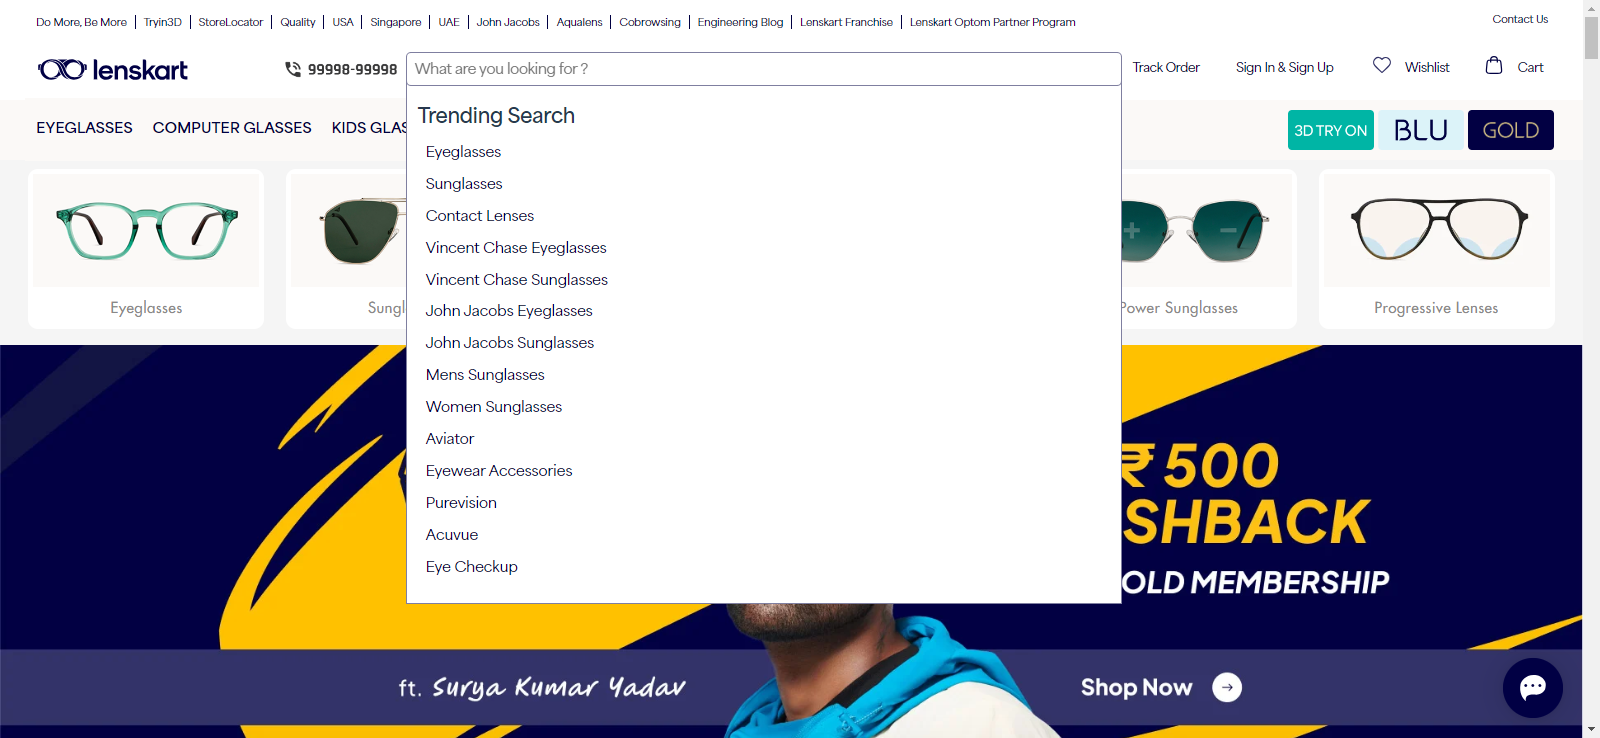 Do More, Be More | Tryin3D | StoreLocator | Quality | USA | Singapore | UAE | John Jacobs | Aqualens | Cobrowsing | Engineering Blog | Lenskart Franchise | Lenskart Optom Partner Program
Contact Us
lenskart
99998-99998
What are you looking for ?
Track Order
Sign In & Sign Up
Wishlist
Cart
EYEGLASSES
COMPUTER GLASSES
KIDS GLAS
3D TRY ON
BLU
GOLD
Trending Search
Eyeglasses
Sunglasses
Contact Lenses
Vincent Chase Eyeglasses
Vincent Chase Sunglasses
John Jacobs Eyeglasses
John Jacobs Sunglasses
Mens Sunglasses
Women Sunglasses
Aviator
Eyewear Accessories
Purevision
Acuvue
Eye Checkup
Eyeglasses
Sungl
Power Sunglasses
Progressive Lenses
₹ 500
SHBACK
OLD MEMBERSHIP
ft. Surya Kumar Yadav
Shop Now